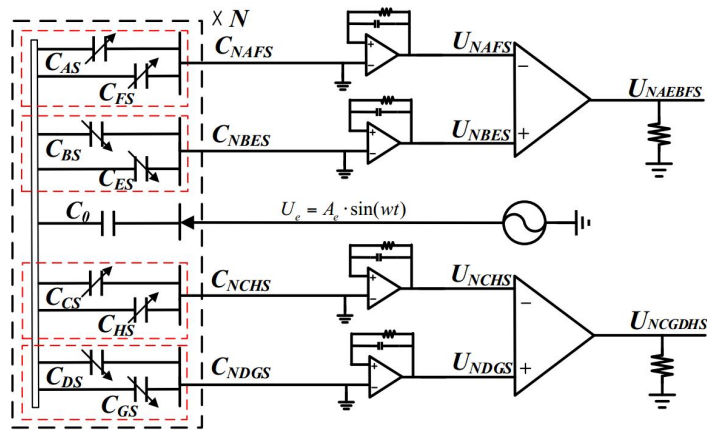 × N
C_AS
C_FS
C_NAFS
+
−
U_NAFS
−
U_NAEBFS
C_BS
C_ES
C_NBES
+
−
U_NBES
+
C_0
U_e = A_e · sin(wt)
C_CS
C_HS
C_NCHS
+
−
U_NCHS
−
U_NCGDHS
C_DS
C_GS
C_NDGS
+
−
U_NDGS
+